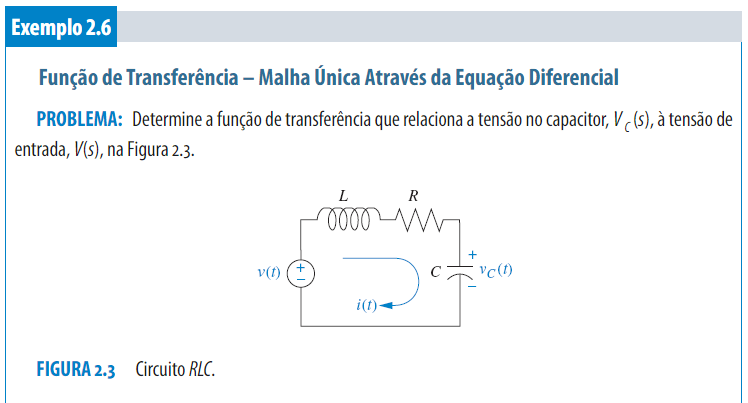 Exemplo 2.6
Função de Transferência – Malha Única Através da Equação Diferencial
PROBLEMA: Determine a função de transferência que relaciona a tensão no capacitor, V_C(s), à tensão de
entrada, V(s), na Figura 2.3.
L R
+
v(t) + − C v_C(t)
−
i(t)
FIGURA 2.3 Circuito RLC.